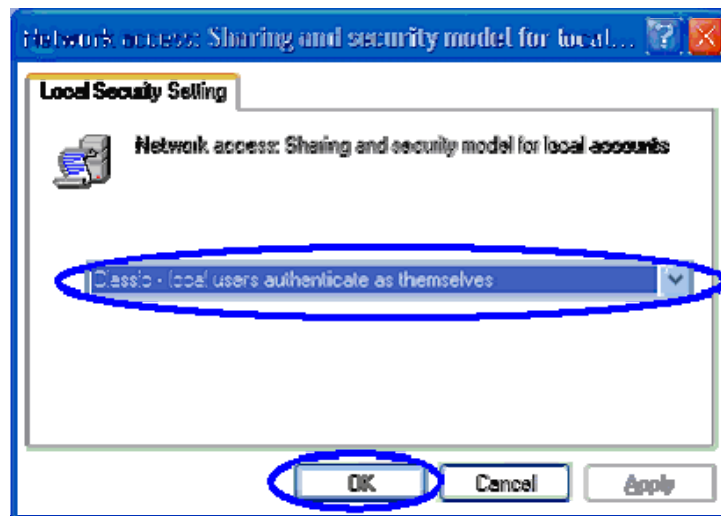 Network access: Sharing and security model for local...
Local Security Setting
Network access: Sharing and security model for local accounts
Classic - local users authenticate as themselves
OK
Cancel
Apply